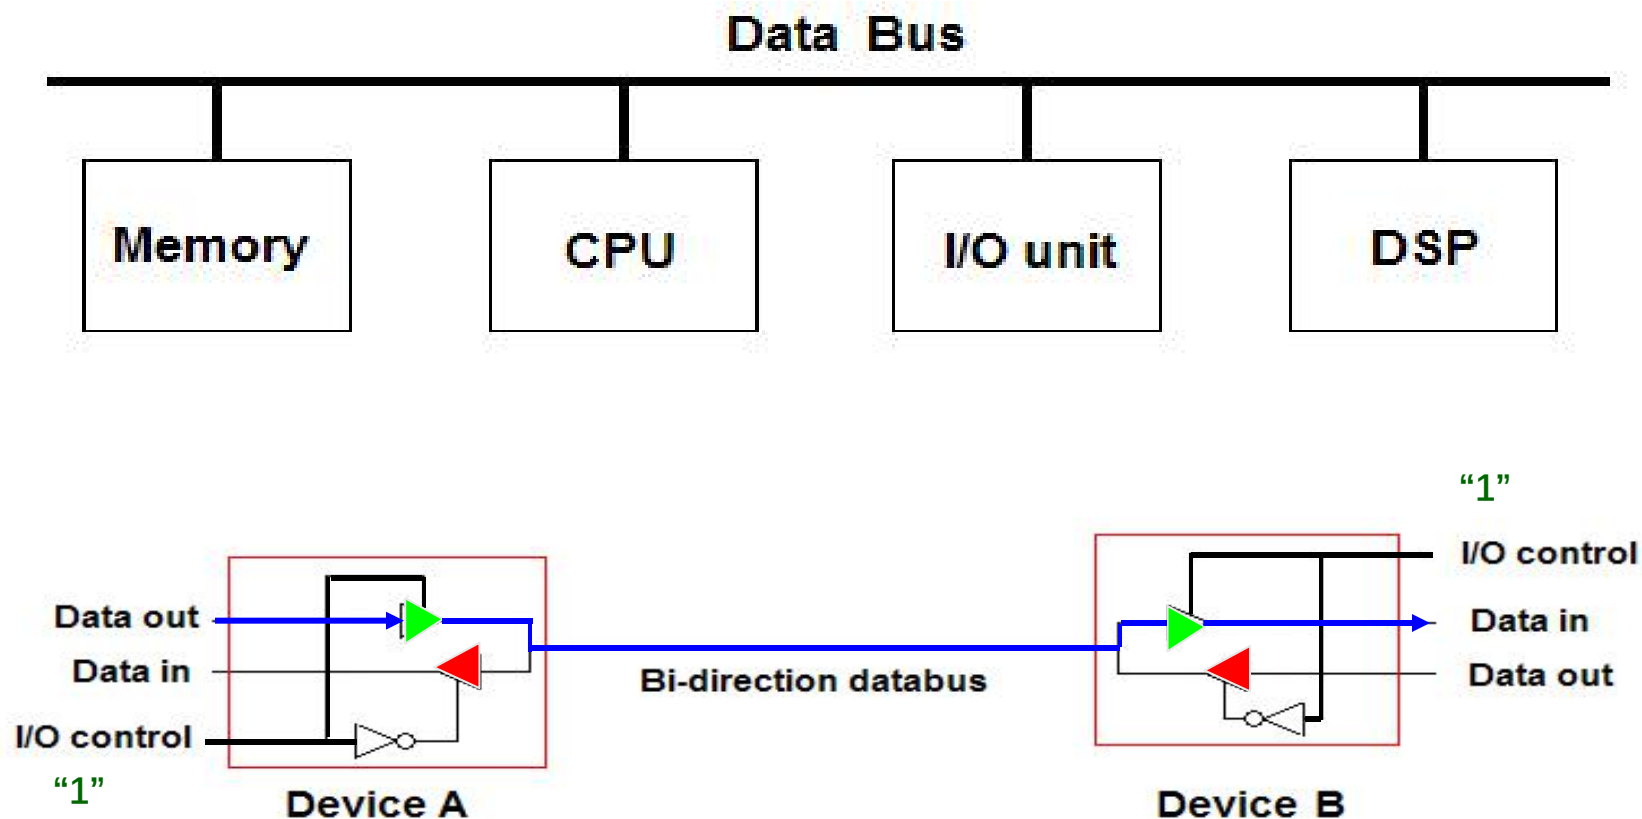 Data Bus
Memory
CPU
I/O unit
DSP
“1”
I/O control
Data out
Data in
Data in
Data out
Bi-direction databus
I/O control
“1”
Device A
Device B